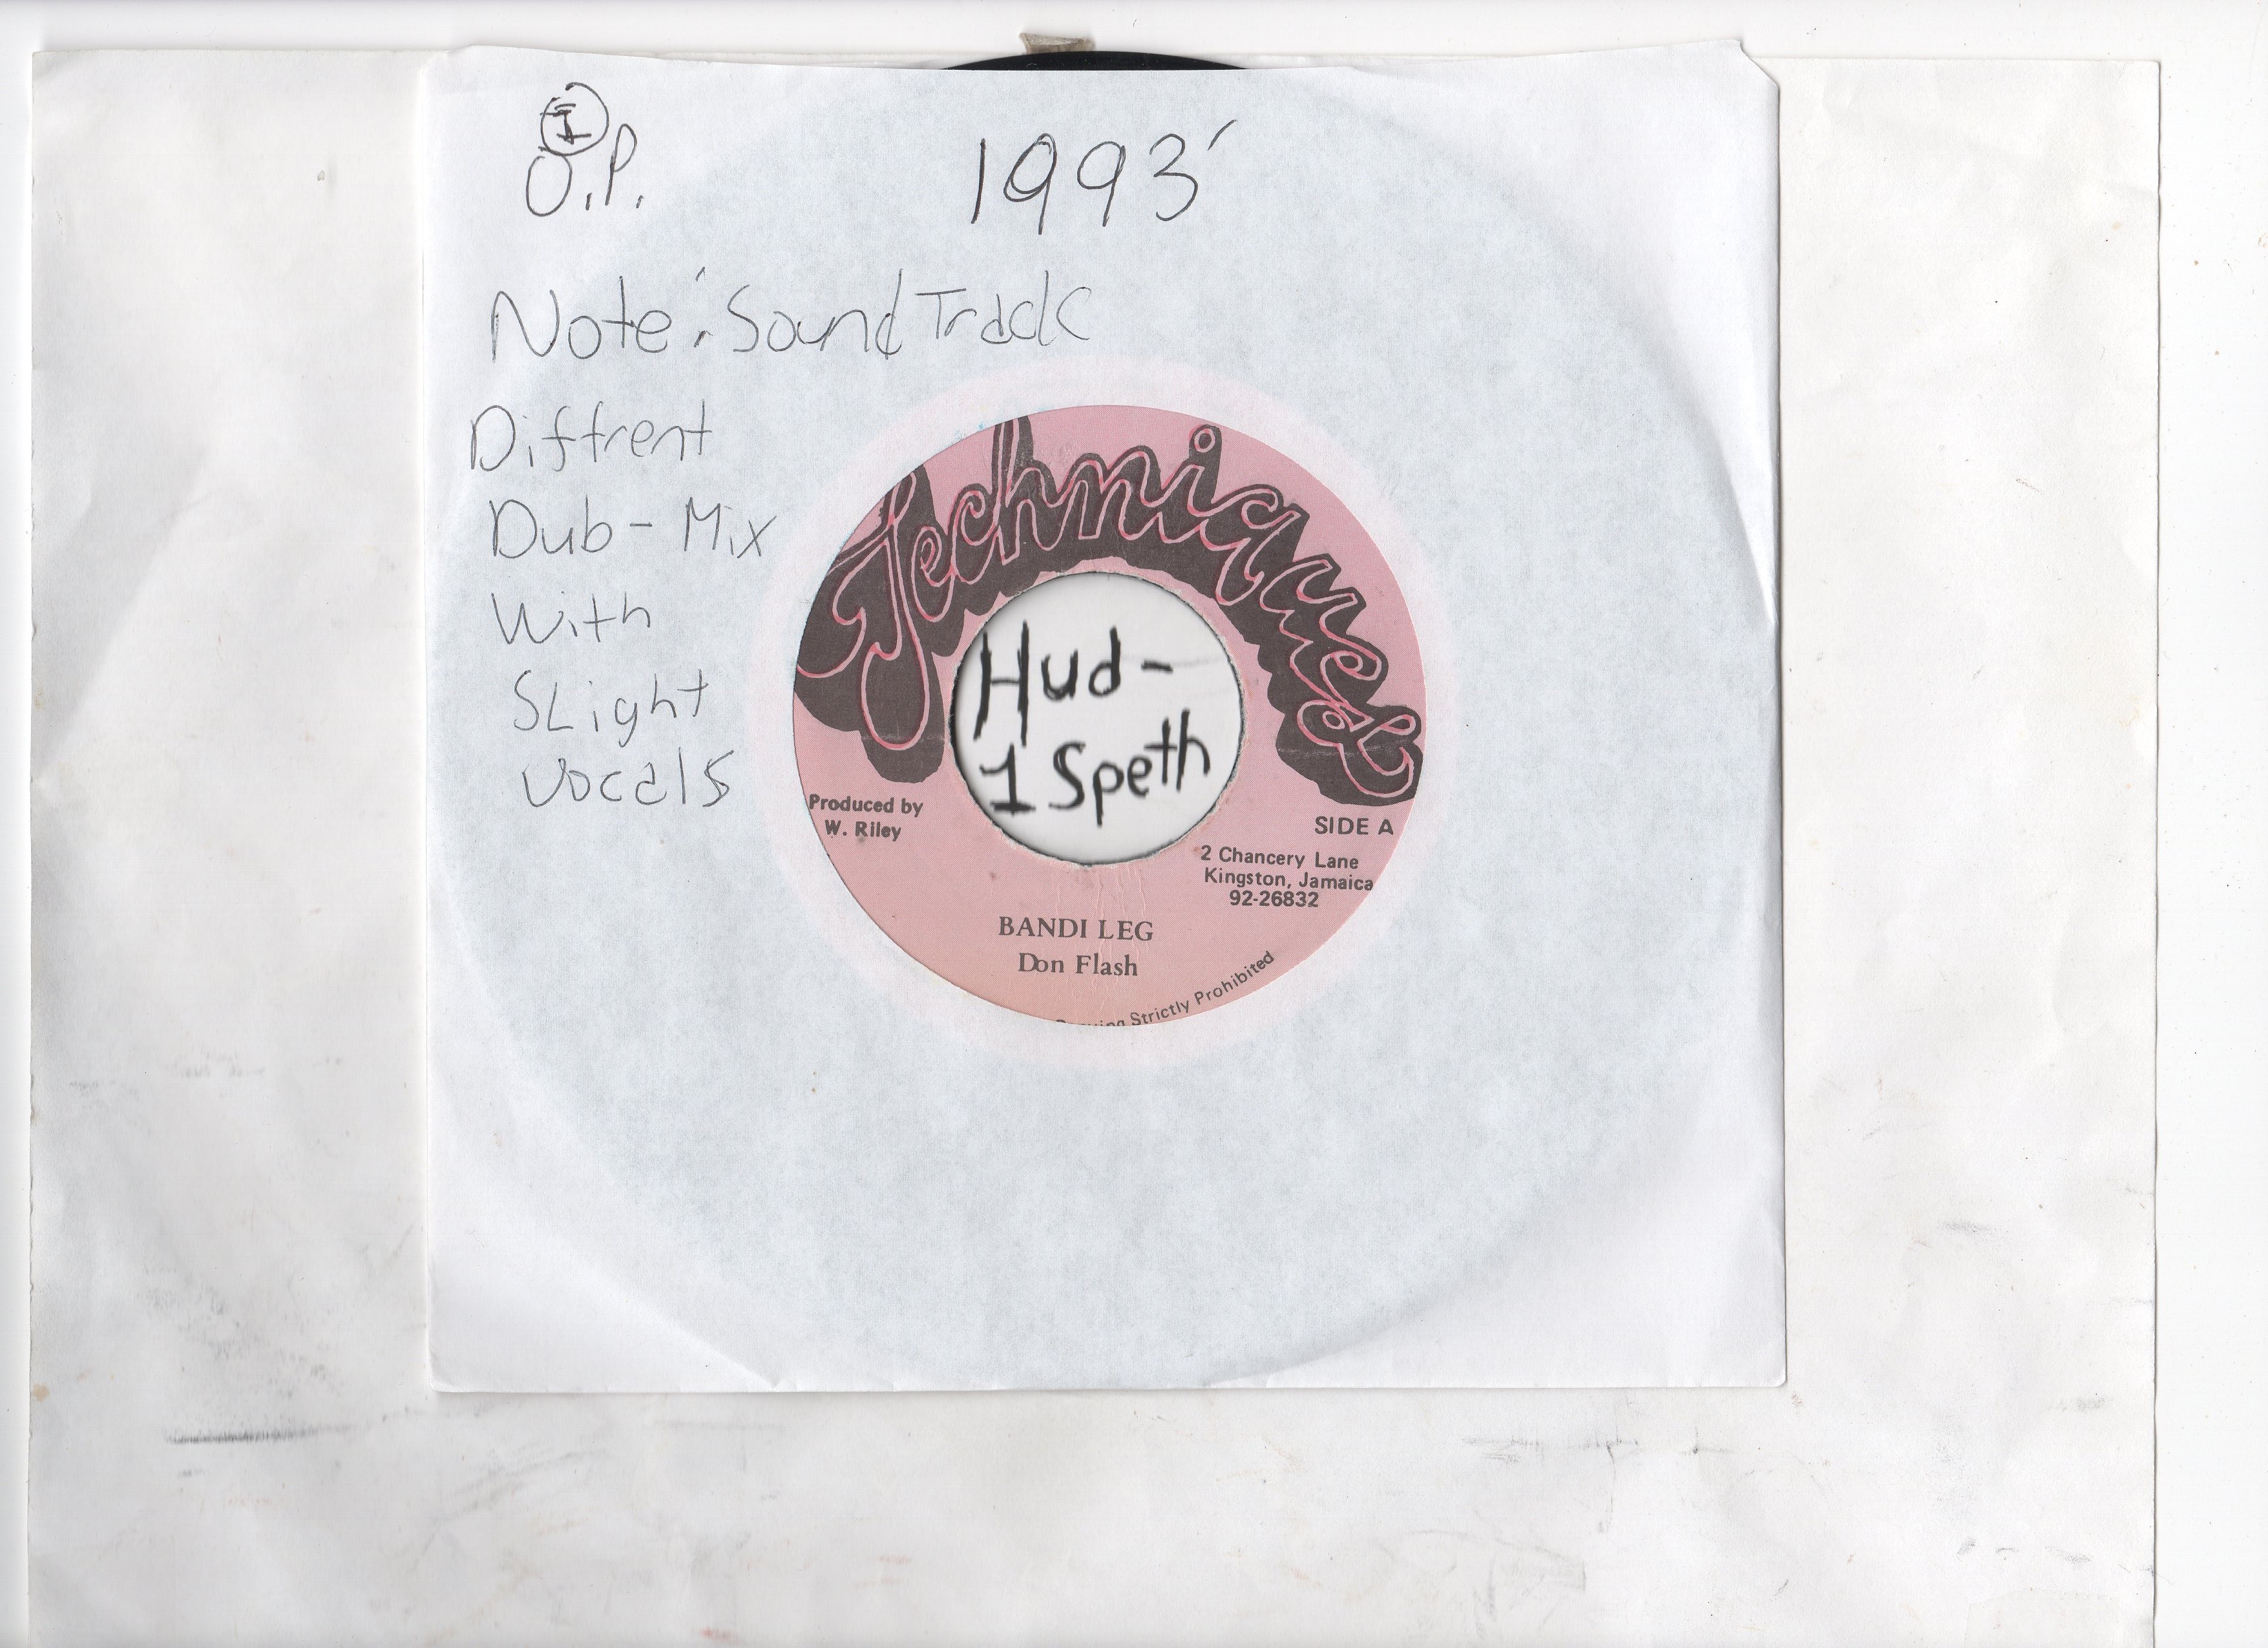 I
O.P.
1993'
Note: Sound Track
Diffrent
Dub-Mix
With
SLight
vocals
Techniques
Hud-
1 Speth
Produced by
W. Riley
SIDE A
2 Chancery Lane
Kingston, Jamaica
92-26832
BANDI LEG
Don Flash
Strictly Prohibited